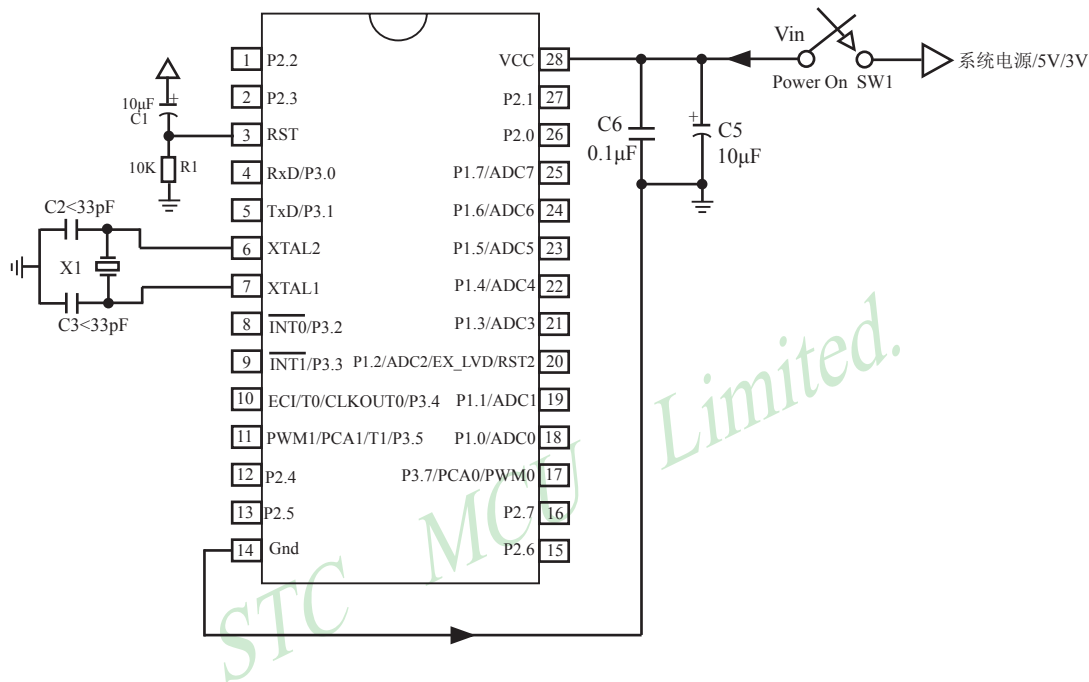 Vin
Power On SW1
系统电源/5V/3V
10μF
+
C1
10K
R1
C2<33pF
X1
C3<33pF
1 P2.2
2 P2.3
3 RST
4 RxD/P3.0
5 TxD/P3.1
6 XTAL2
7 XTAL1
8 INT0/P3.2
9 INT1/P3.3
10 ECI/T0/CLKOUT0/P3.4
11 PWM1/PCA1/T1/P3.5
12 P2.4
13 P2.5
14 Gnd
VCC 28
P2.1 27
P2.0 26
P1.7/ADC7 25
P1.6/ADC6 24
P1.5/ADC5 23
P1.4/ADC4 22
P1.3/ADC3 21
P1.2/ADC2/EX_LVD/RST2 20
P1.1/ADC1 19
P1.0/ADC0 18
P3.7/PCA0/PWM0 17
P2.7 16
P2.6 15
C6
0.1μF
+
C5
10μF
STC MCU Limited.